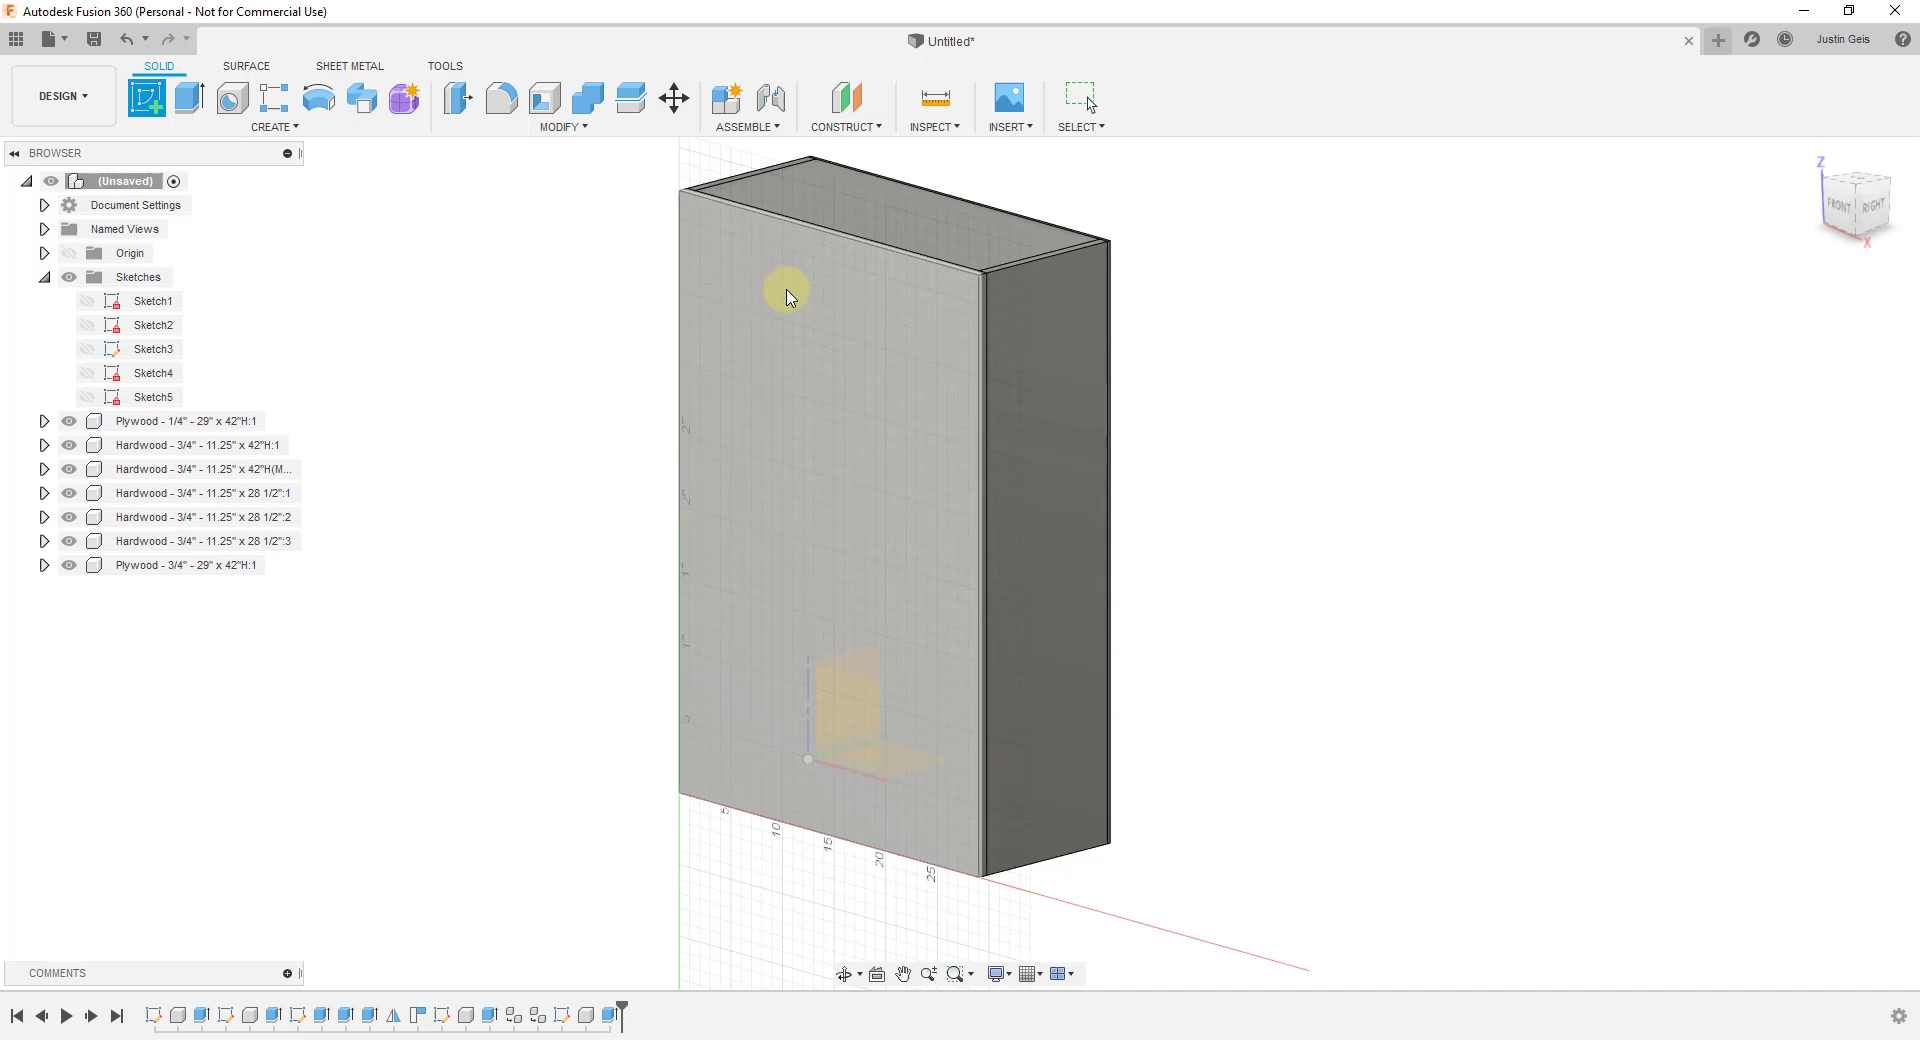 Autodesk Fusion 360 (Personal - Not for Commercial Use)
Untitled*
Justin Geis
DESIGN
SOLID
SURFACE
SHEET METAL
TOOLS
CREATE
MODIFY
ASSEMBLE
CONSTRUCT
INSPECT
INSERT
SELECT
BROWSER
(Unsaved)
Document Settings
Named Views
Origin
Sketches
Sketch1
Sketch2
Sketch3
Sketch4
Sketch5
Plywood - 1/4" - 29" x 42"H:1
Hardwood - 3/4" - 11.25" x 42"H:1
Hardwood - 3/4" - 11.25" x 42"H(M...
Hardwood - 3/4" - 11.25" x 28 1/2":1
Hardwood - 3/4" - 11.25" x 28 1/2":2
Hardwood - 3/4" - 11.25" x 28 1/2":3
Plywood - 3/4" - 29" x 42"H:1
Z
FRONT
RIGHT
X
5
10
15
20
25
COMMENTS